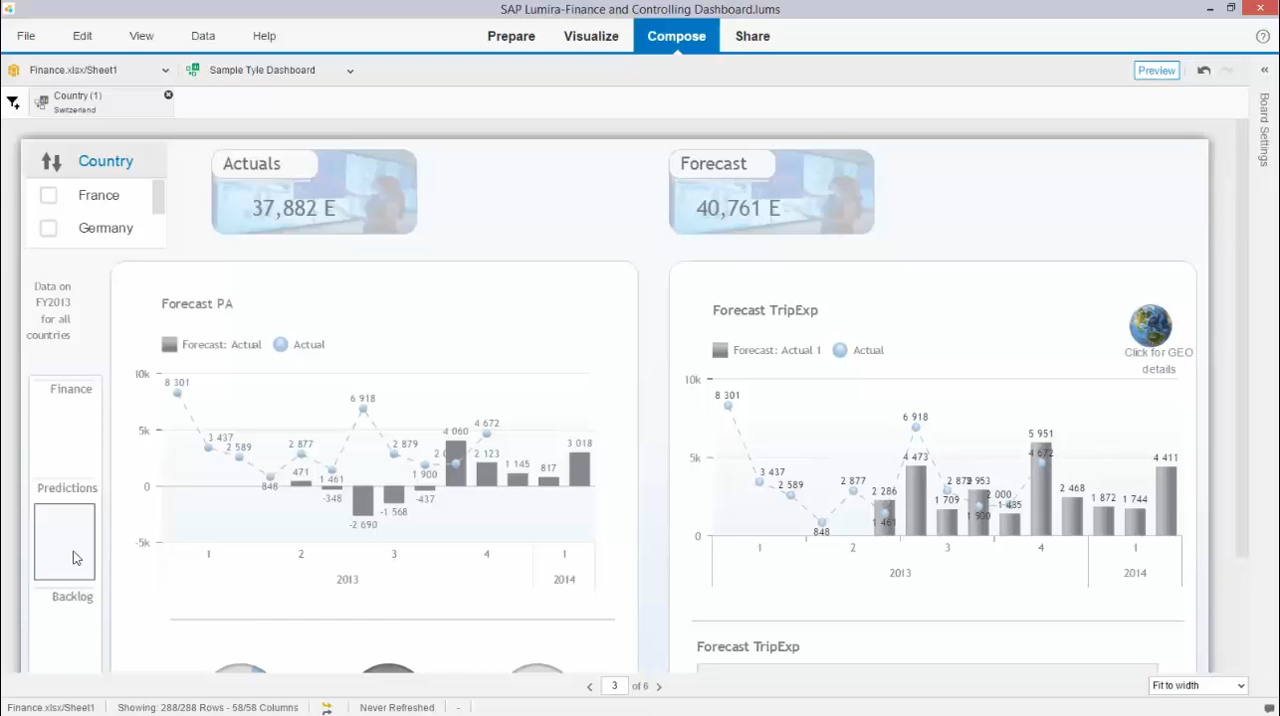 SAP Lumira-Finance and Controlling Dashboard.lums
File Edit View Data Help Prepare Visualize Compose Share
Finance.xlsx/Sheet1 Sample Tyle Dashboard Preview
Country (1)
Switzerland
Board Settings
Country
France
Germany
Actuals
37,882 E
Forecast
40,761 E
Data on
FY2013
for all
countries
Finance
Predictions
Backlog
Forecast PA
Forecast: Actual Actual
10k
5k
0
-5k
8 301
3 437
2 589
848
2 877
1 461
6 918
2 879
1 900
4 672
471
-348
-2 690
-1 568
-437
4 060
2 123
1 145
817
3 018
1 2 3 4 1
2013 2014
Forecast TripExp
Forecast: Actual 1 Actual
Click for GEO
details
10k
5k
0
8 301
3 437
2 589
848
2 877
1 461
6 918
2 879
1 900
2 000
4 672
2 286
4 473
1 709
2 953
1 435
5 951
2 468
1 872
1 744
4 411
1 2 3 4 1
2013 2014
Forecast TripExp
3 of 6
Fit to width
Finance.xlsx/Sheet1 Showing: 288/288 Rows - 58/58 Columns Never Refreshed -